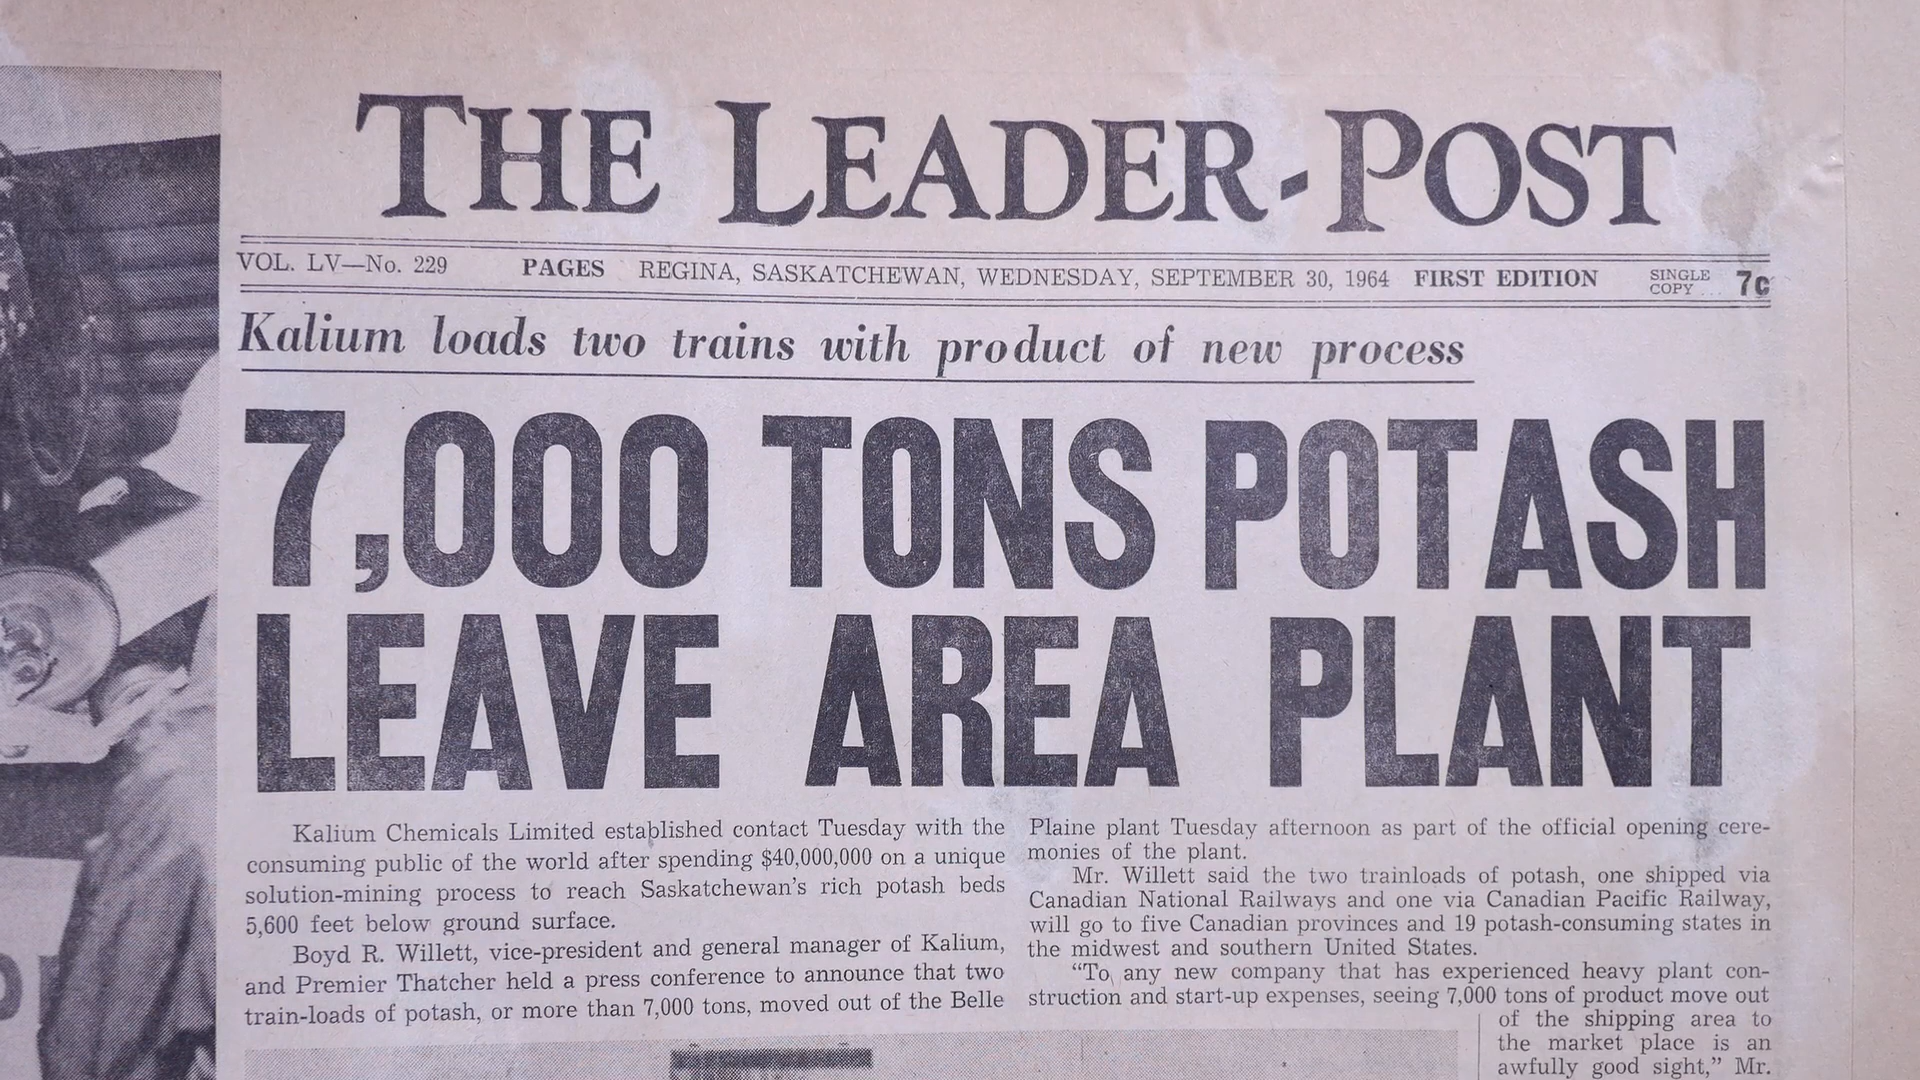 THE LEADER-POST
VOL. LV—No. 229 PAGES REGINA, SASKATCHEWAN, WEDNESDAY, SEPTEMBER 30, 1964 FIRST EDITION SINGLE COPY ... 7c
Kalium loads two trains with product of new process
7,000 TONS POTASH
LEAVE AREA PLANT
Kalium Chemicals Limited established contact Tuesday with the
consuming public of the world after spending $40,000,000 on a unique
solution-mining process to reach Saskatchewan's rich potash beds
5,600 feet below ground surface.
Boyd R. Willett, vice-president and general manager of Kalium,
and Premier Thatcher held a press conference to announce that two
train-loads of potash, or more than 7,000 tons, moved out of the Belle
Plaine plant Tuesday afternoon as part of the official opening cere-
monies of the plant.
Mr. Willett said the two trainloads of potash, one shipped via
Canadian National Railways and one via Canadian Pacific Railway,
will go to five Canadian provinces and 19 potash-consuming states in
the midwest and southern United States.
"To any new company that has experienced heavy plant con-
struction and start-up expenses, seeing 7,000 tons of product move out
of the shipping area to
the market place is an
awfully good sight," Mr.